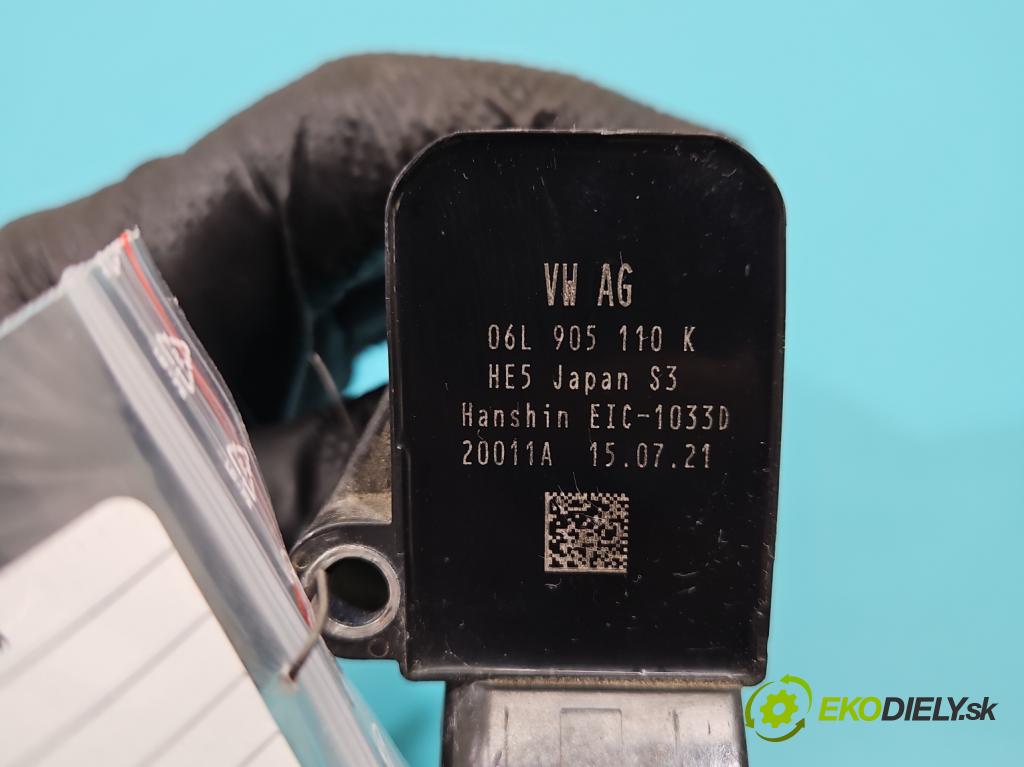 VW AG
06L 905 110 K
HE5 Japan S3
Hanshin EIC-1033D
20011A 15.07.21
EKODIELY.sk